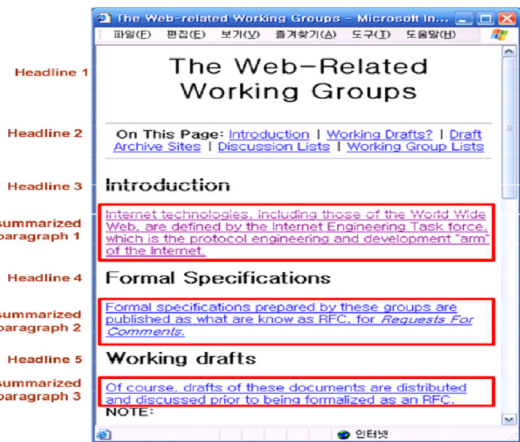 The Web-related Working Groups - Microsoft In...
파일(F) 편집(E) 보기(V) 즐겨찾기(A) 도구(T) 도움말(H)
Headline 1
The Web-Related
Working Groups
Headline 2
On This Page: Introduction | Working Drafts? | Draft
Archive Sites | Discussion Lists | Working Group Lists
Headline 3
Introduction
summarized
paragraph 1
Internet technologies, including those of the World Wide
Web, are defined by the Internet Engineering Task force,
which is the protocol engineering and development "arm"
of the Internet.
Headline 4
Formal Specifications
summarized
paragraph 2
Formal specifications prepared by these groups are
published as what are know as RFC, for Requests For
Comments.
Headline 5
Working drafts
summarized
paragraph 3
Of course, drafts of these documents are distributed
and discussed prior to being formalized as an RFC.
NOTE:
인터넷